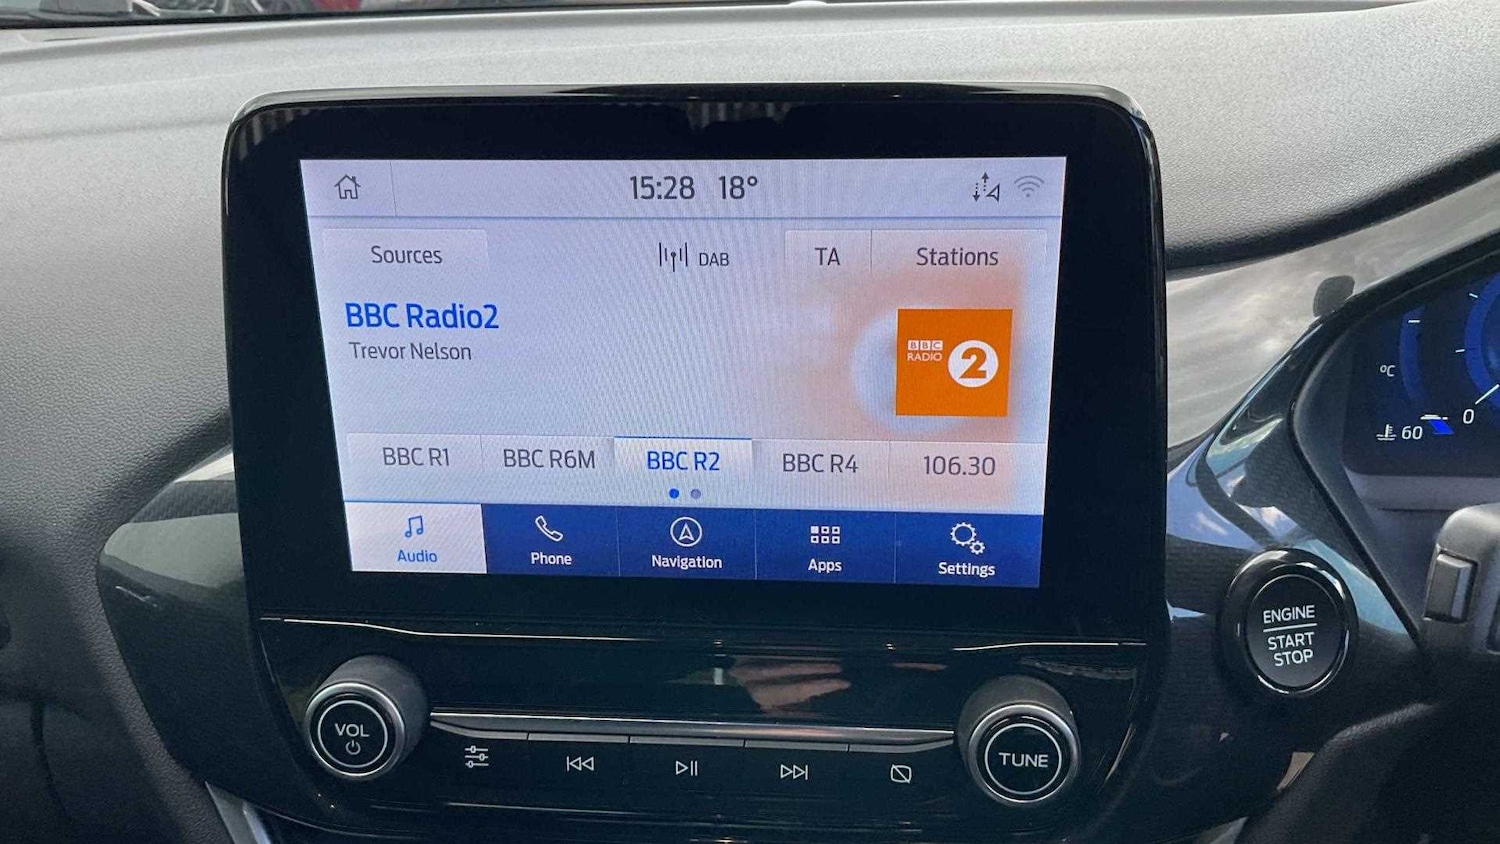 15:28 18°
Sources DAB TA Stations
BBC Radio2
Trevor Nelson
BBC
RADIO 2
BBC R1 BBC R6M BBC R2 BBC R4 106.30
Audio Phone Navigation Apps Settings
VOL
TUNE
ENGINE
START
STOP
°C
60
0